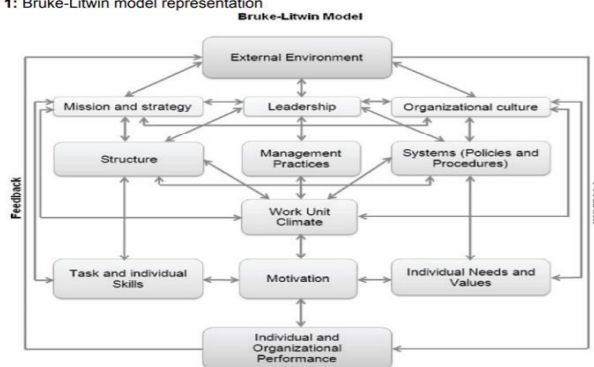 1: Bruke-Litwin model representation
Bruke-Litwin Model
External Environment
Mission and strategy
Leadership
Organizational culture
Structure
Management
Practices
Systems (Policies and
Procedures)
Feedback
Work Unit
Climate
Task and individual
Skills
Motivation
Individual Needs and
Values
Individual and
Organizational
Performance